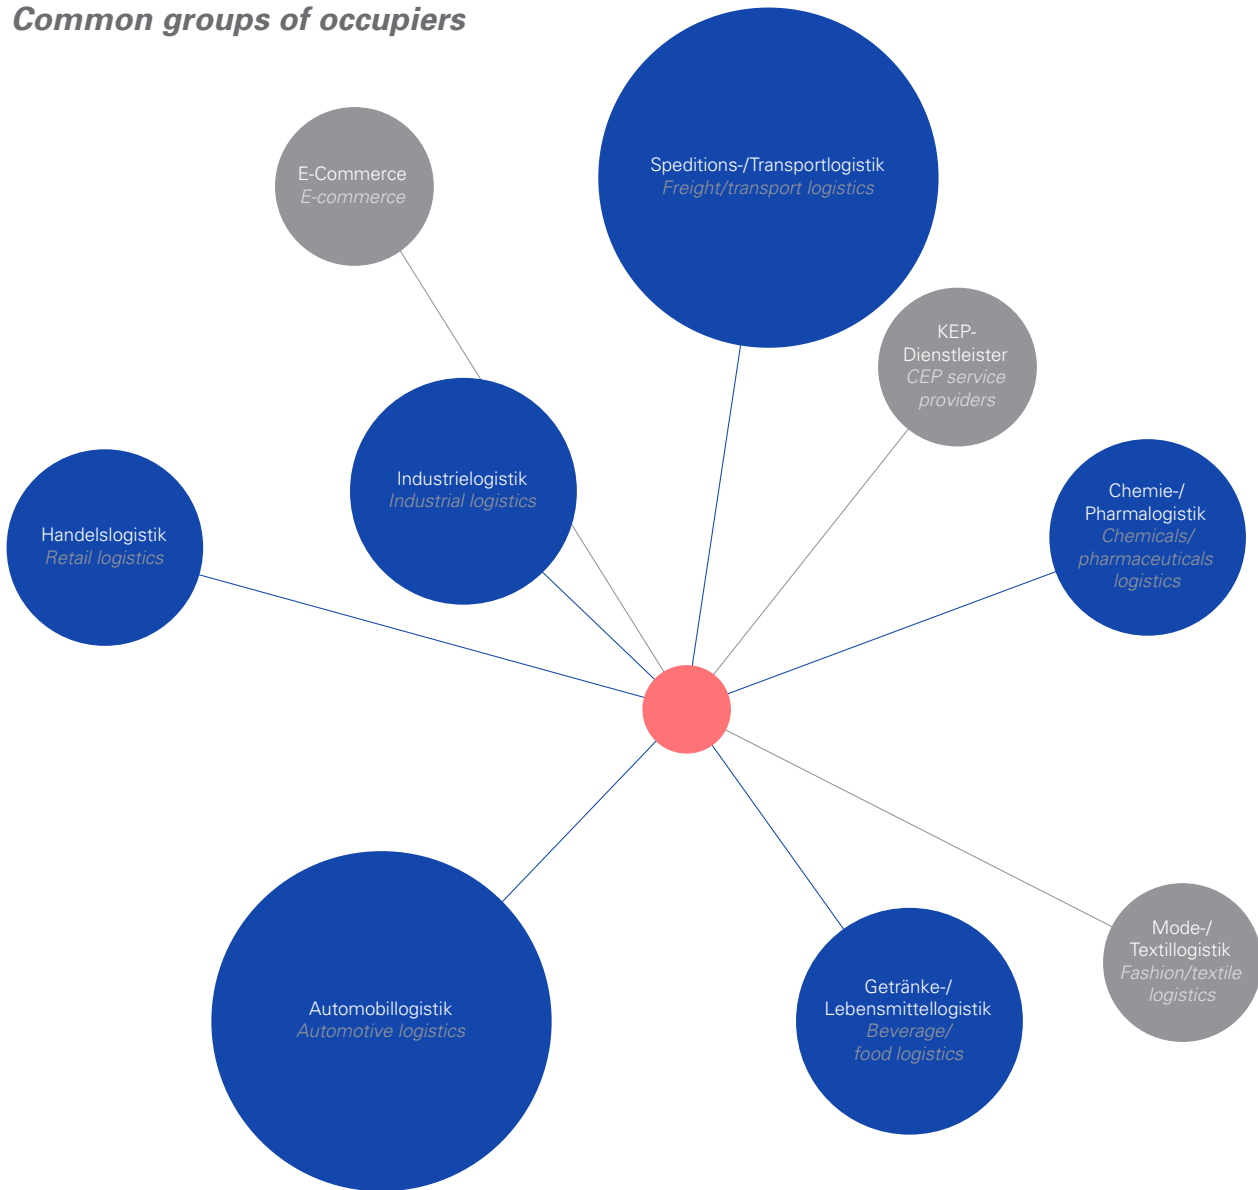 Common groups of occupiers
E-Commerce
E-commerce
Speditions-/Transportlogistik
Freight/transport logistics
KEP-
Dienstleister
CEP service
providers
Industrielogistik
Industrial logistics
Chemie-/
Pharmalogistik
Chemicals/
pharmaceuticals
logistics
Handelslogistik
Retail logistics
Mode-/
Textillogistik
Fashion/textile
logistics
Getränke-/
Lebensmittellogistik
Beverage/
food logistics
Automobillogistik
Automotive logistics